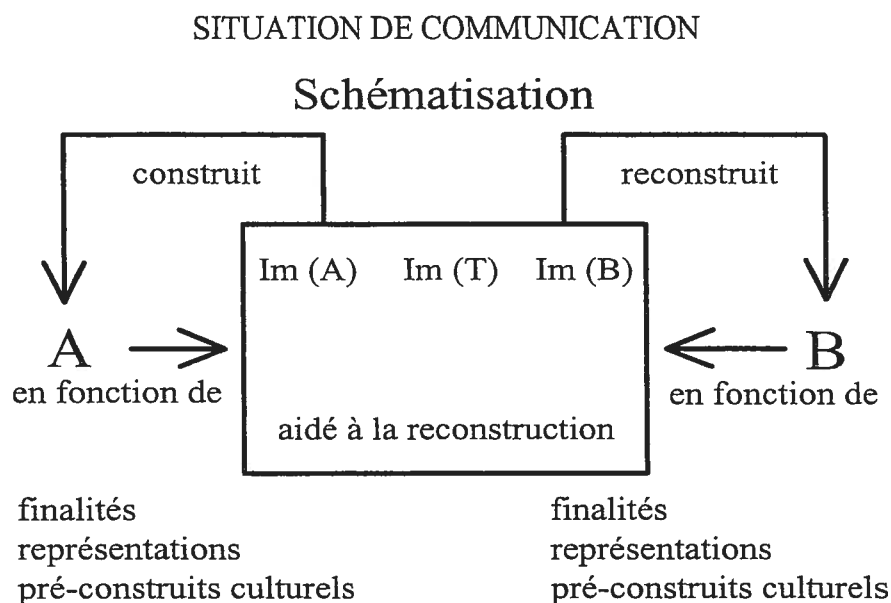 SITUATION DE COMMUNICATION
Schématisation
construit
reconstruit
Im (A) Im (T) Im (B)
A
B
en fonction de
en fonction de
aidé à la reconstruction
finalités
représentations
pré-construits culturels
finalités
représentations
pré-construits culturels